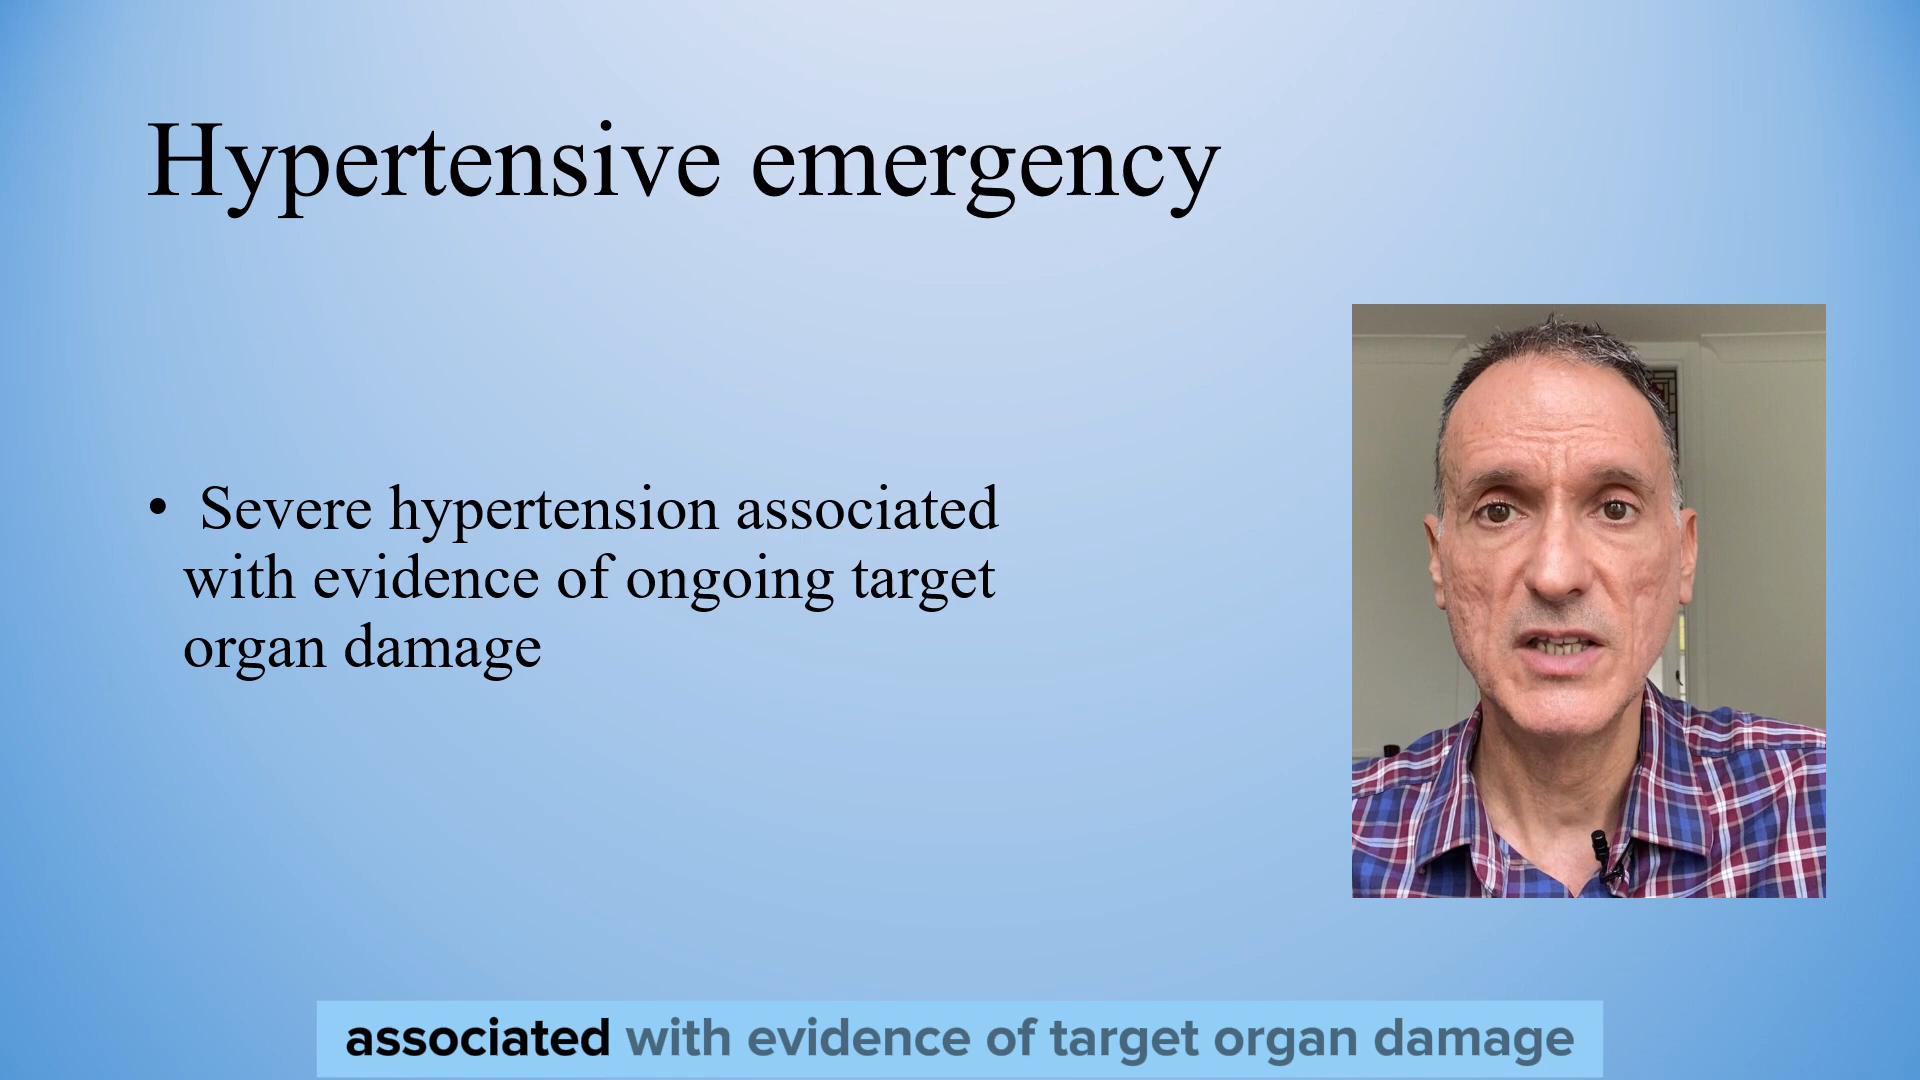 Hypertensive emergency
• Severe hypertension associated
with evidence of ongoing target
organ damage
associated with evidence of target organ damage